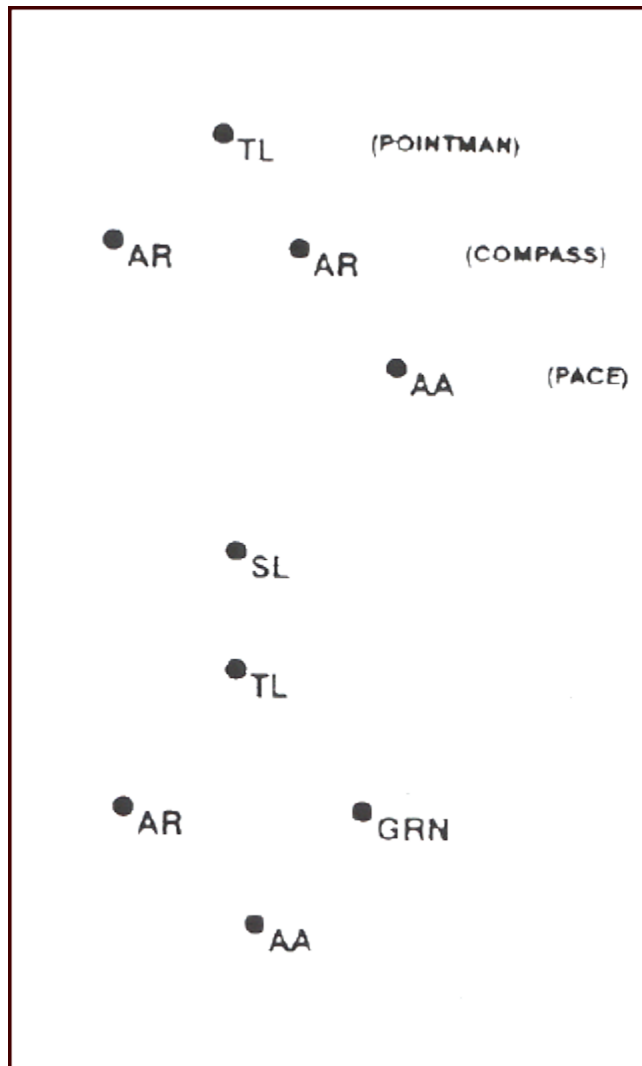 TL (POINTMAN)
AR AR (COMPASS)
AA (PACE)
SL
TL
AR GRN
AA